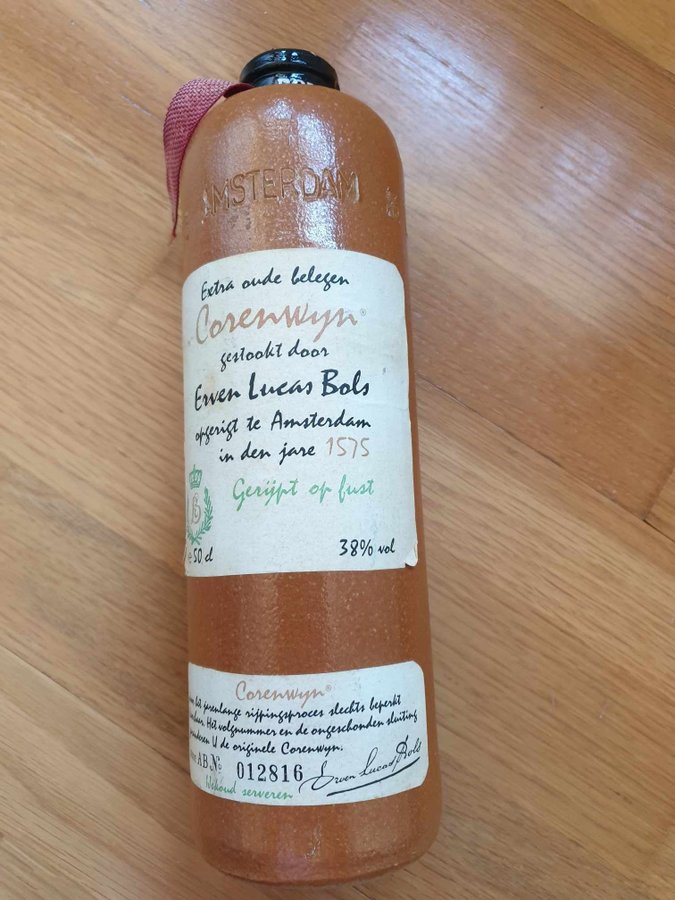 AMSTERDAM
Extra oude belegen
Corenwyn®
gestookt door
Erven Lucas Bols
opgerigt te Amsterdam
in den jare 1575
Gerijpt op fust
e 50 cl
38% vol
Corenwyn®
dit jarenlange rijpingsproces slechts beperkt
Het volgnummer en de ongeschonden sluiting
U de originele Corenwyn.
AB Nº 012816 Erven Lucas Bols
IJskoud serveren